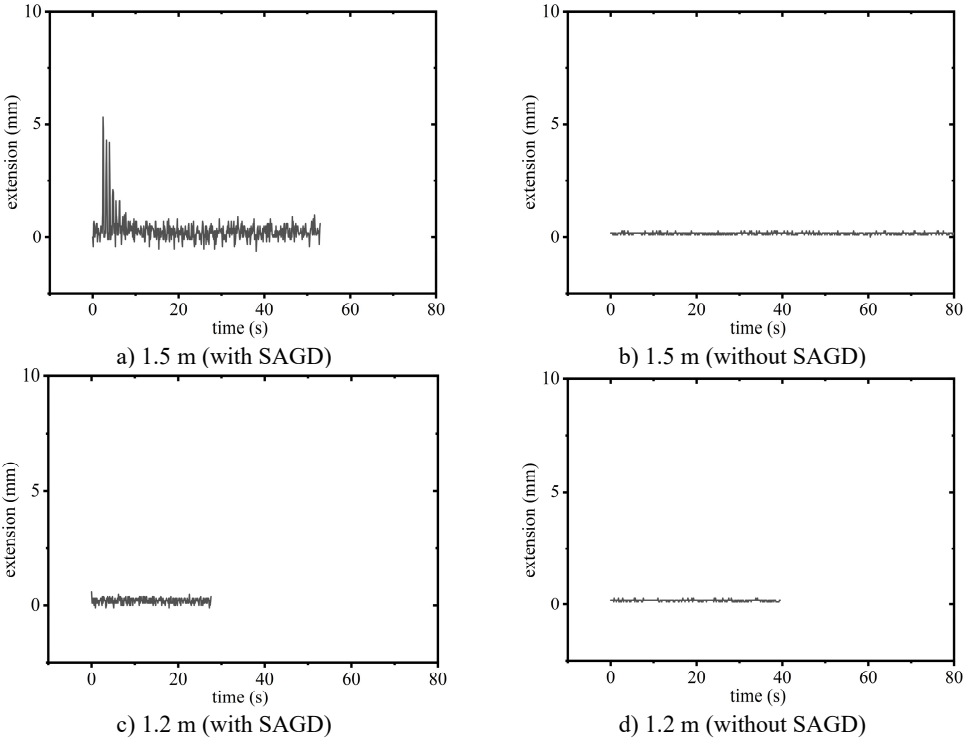 10
5
0
extension (mm)
0 20 40 60 80
time (s)
a) 1.5 m (with SAGD)
10
5
0
extension (mm)
0 20 40 60 80
time (s)
b) 1.5 m (without SAGD)
10
5
0
extension (mm)
0 20 40 60 80
time (s)
c) 1.2 m (with SAGD)
10
5
0
extension (mm)
0 20 40 60 80
time (s)
d) 1.2 m (without SAGD)